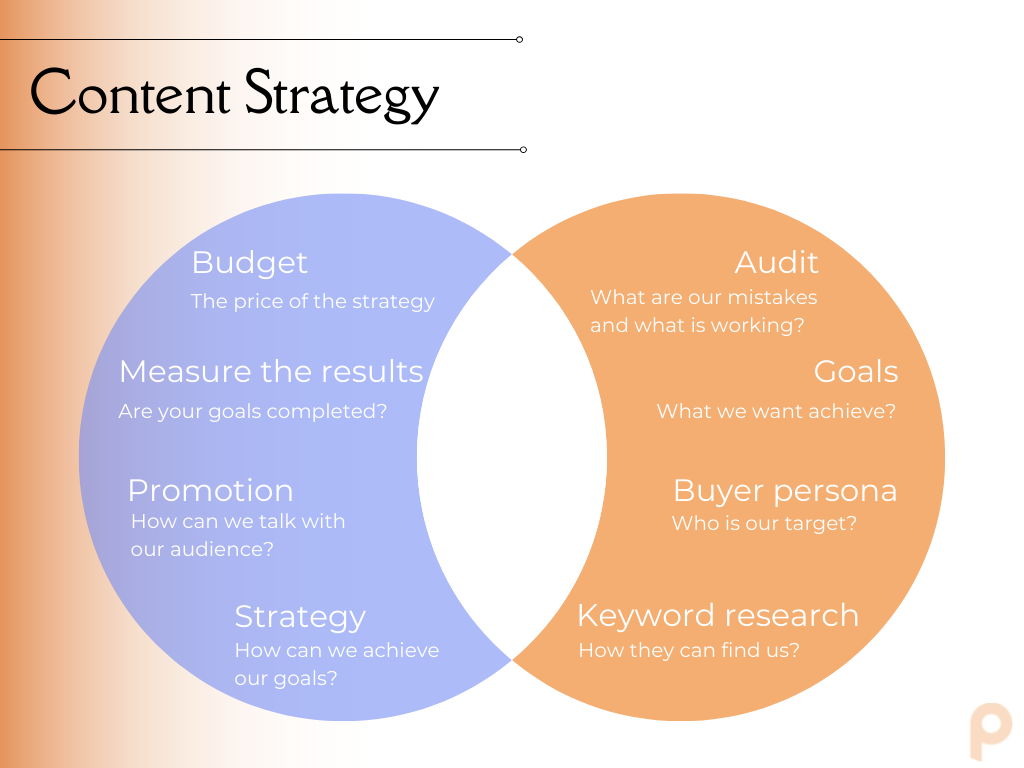 Content Strategy
Budget
The price of the strategy
Measure the results
Are your goals completed?
Promotion
How can we talk with
our audience?
Strategy
How can we achieve
our goals?
Audit
What are our mistakes
and what is working?
Goals
What we want achieve?
Buyer persona
Who is our target?
Keyword research
How they can find us?